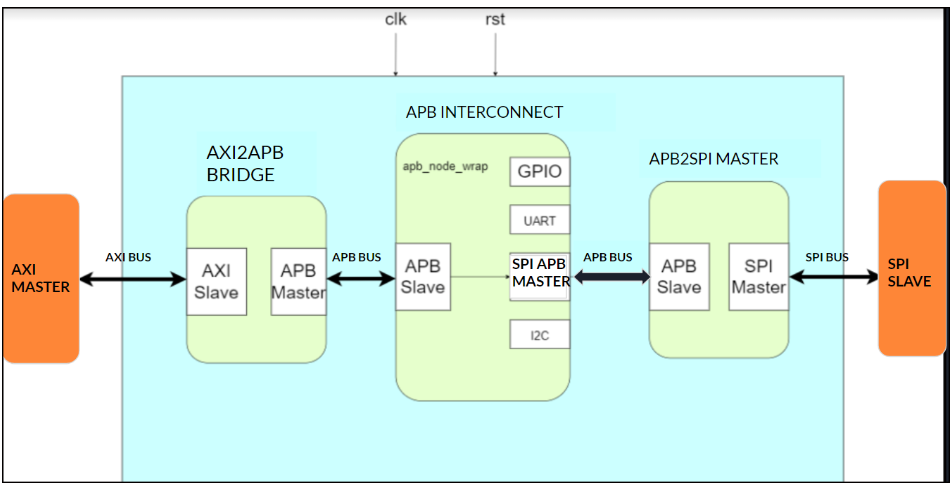 clk
rst
APB INTERCONNECT
AXI2APB
BRIDGE
apb_node_wrap
GPIO
APB2SPI MASTER
UART
AXI BUS
APB BUS
APB BUS
SPI BUS
AXI
MASTER
AXI
Slave
APB
Master
APB
Slave
SPI APB
MASTER
APB
Slave
SPI
Master
SPI
SLAVE
I2C